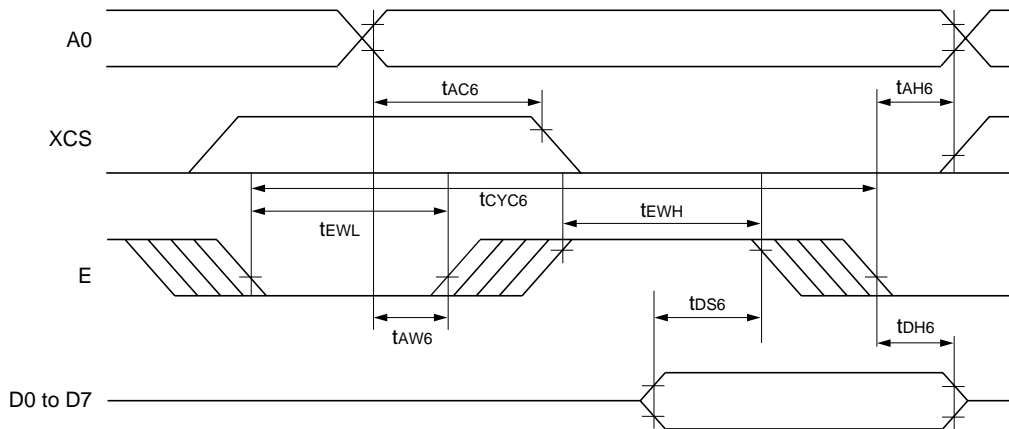 A0
tAC6
tAH6
XCS
tCYC6
tEWL
tEWH
E
tAW6
tDS6
tDH6
D0 to D7